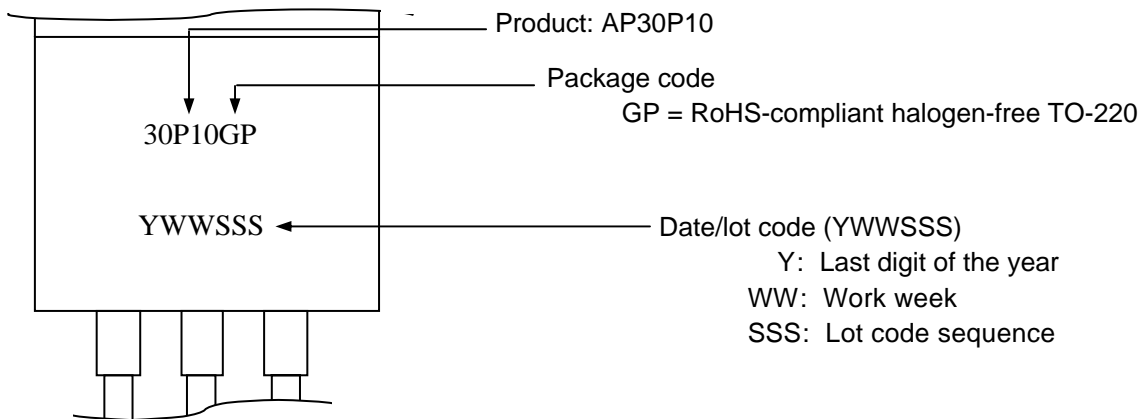 Product: AP30P10
Package code
GP = RoHS-compliant halogen-free TO-220
30P10GP
YWWSSS
Date/lot code (YWWSSS)
Y: Last digit of the year
WW: Work week
SSS: Lot code sequence